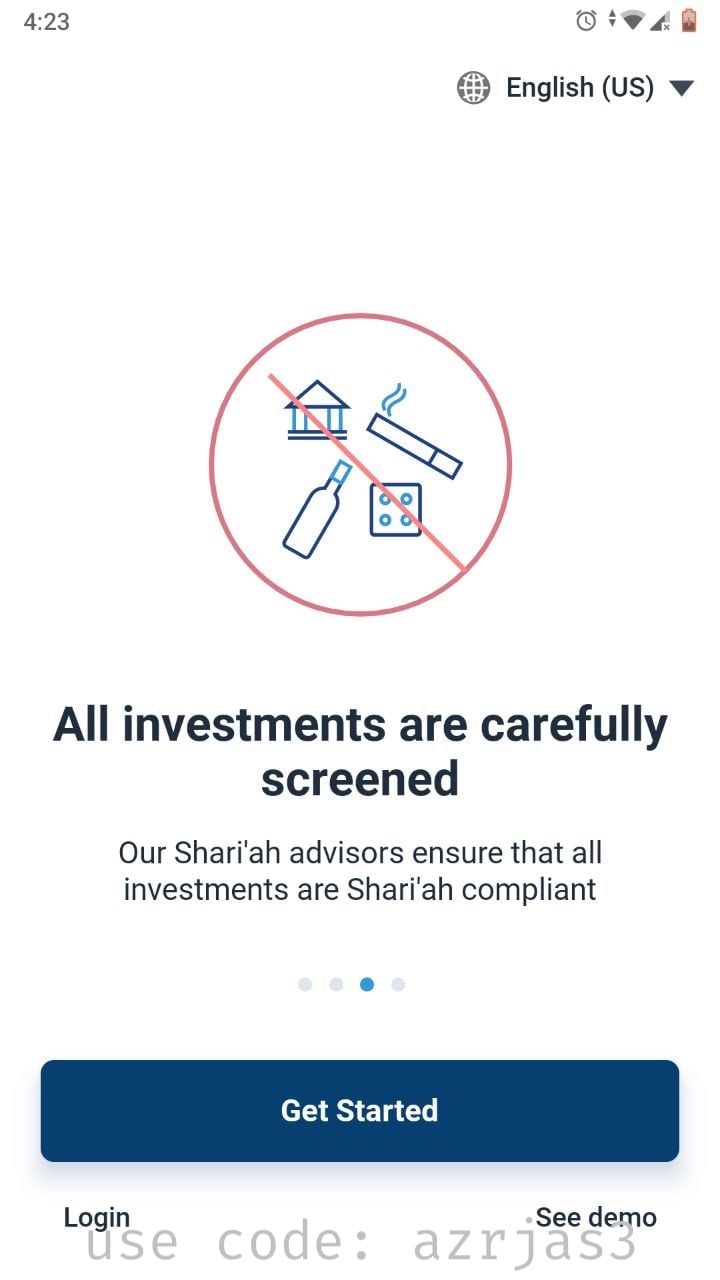 4:23
English (US)
All investments are carefully
screened
Our Shari'ah advisors ensure that all
investments are Shari'ah compliant
Get Started
Login
See demo
use code: azrjas3